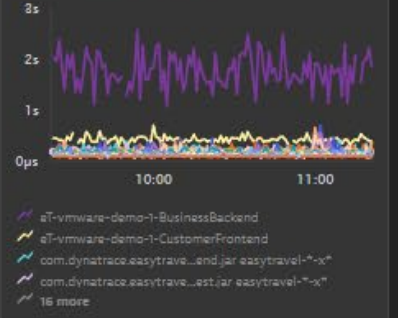 3s
2s
1s
0µs
10:00 11:00
eT-vmware-demo-1-BusinessBackend
eT-vmware-demo-1-CustomerFrontend
com.dynatrace.easytrave...end.jar easytravel-*-x*
com.dynatrace.easytrave...est.jar easytravel-*-x*
16 more